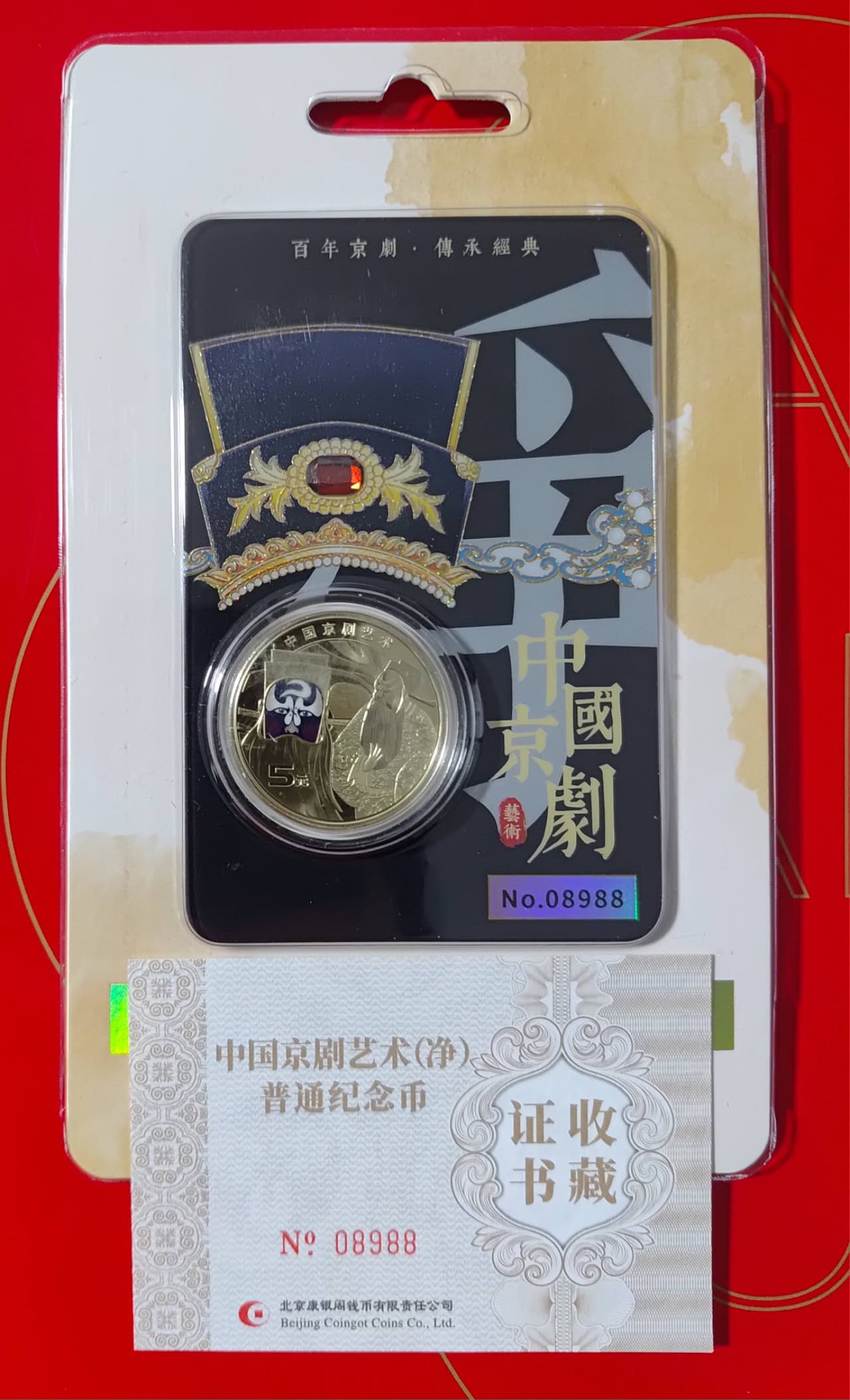 百年京劇·傳承經典
中国京剧艺术
5元
中國
京劇
藝術
No.08988
中国京剧艺术(净)
普通纪念币
收藏
证书
Nº 08988
北京康银阁钱币有限责任公司
Beijing Coingot Coins Co., Ltd.